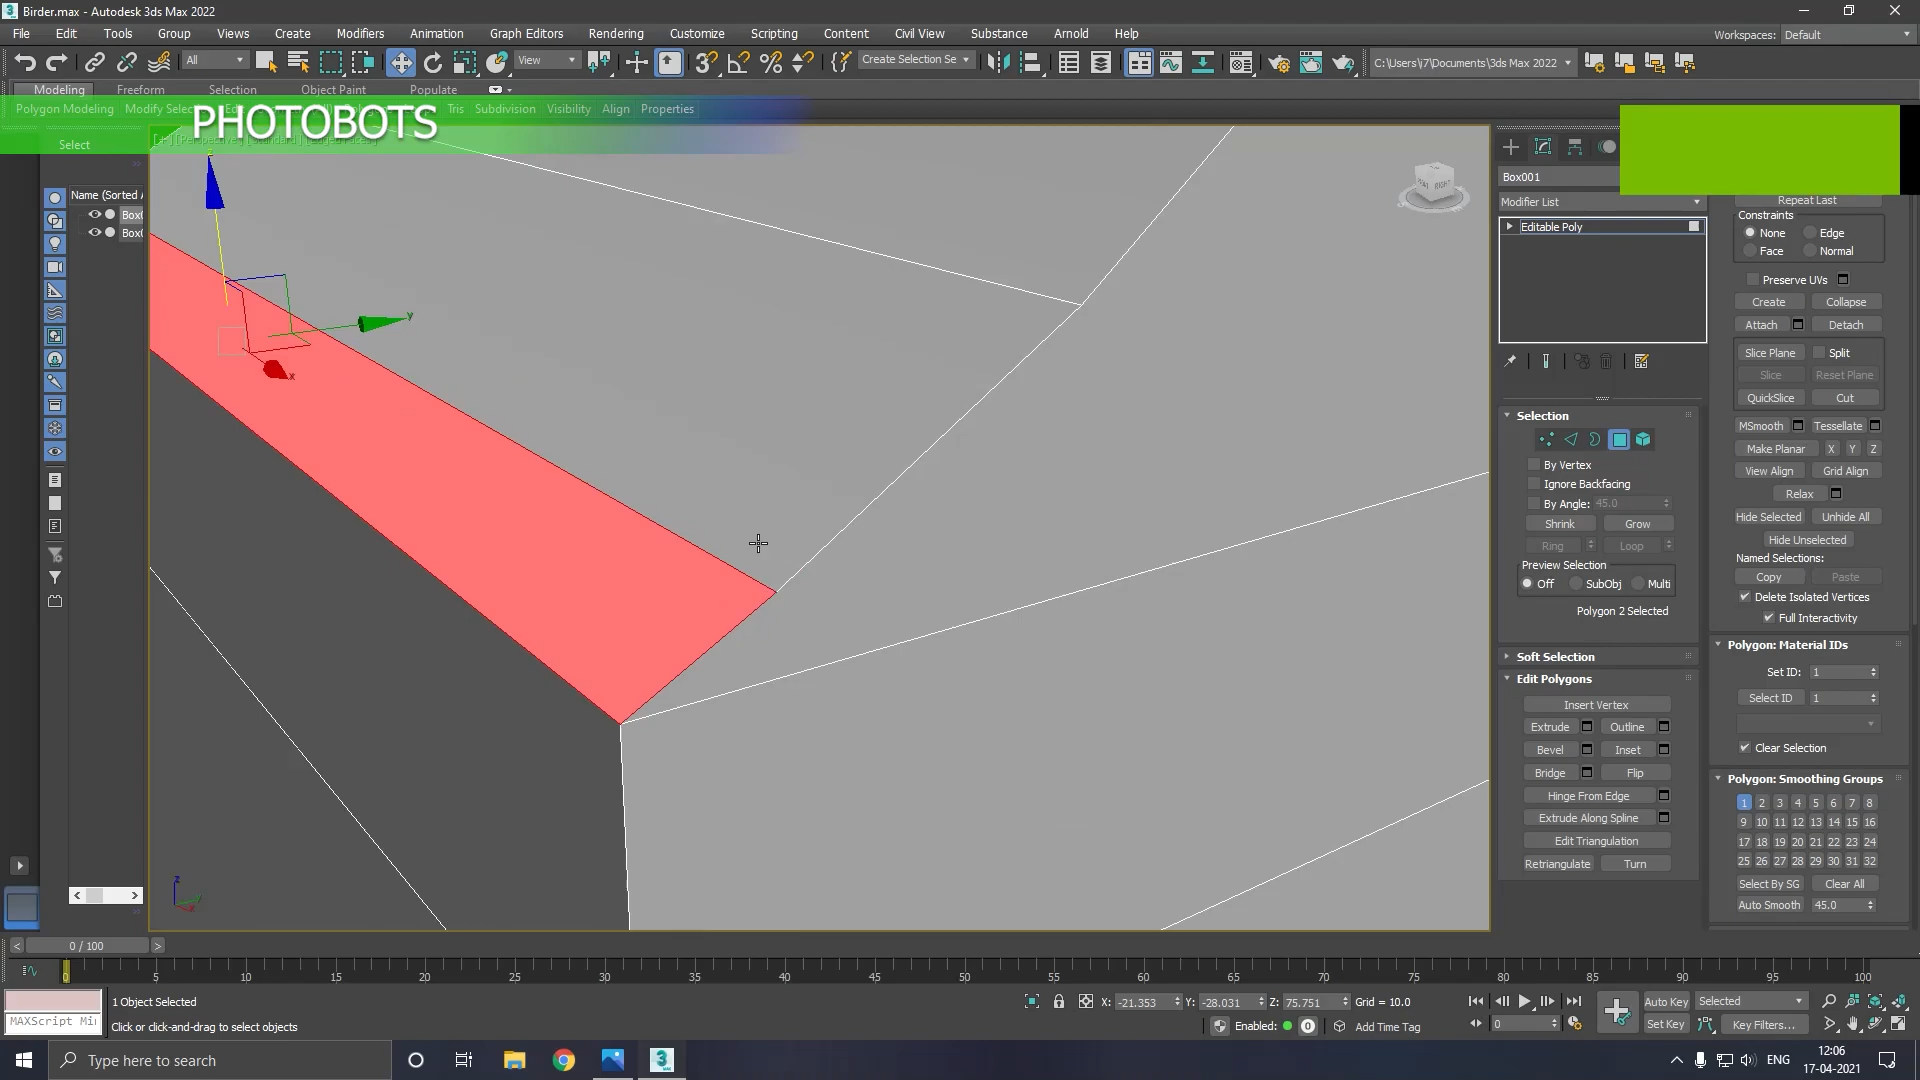 Birder.max - Autodesk 3ds Max 2022
File Edit Tools Group Views Create Modifiers Animation Graph Editors Rendering Customize Scripting Content Civil View Substance Arnold Help
Workspaces: Default
All View Create Selection Se C:\Users\i7\Documents\3ds Max 2022
Modeling Freeform Selection Object Paint Populate
Polygon Modeling Modify Selec Tris Subdivision Visibility Align Properties
PHOTOBOTS
Select
[+] [Perspective] [Standard] [Edged Faces]
Name (Sorted A
Box0
Box0
z
y
x
RIGHT
Box001
Modifier List
Editable Poly
Selection
By Vertex
Ignore Backfacing
By Angle: 45.0
Shrink Grow
Ring Loop
Preview Selection
Off SubObj Multi
Polygon 2 Selected
Soft Selection
Edit Polygons
Insert Vertex
Extrude Outline
Bevel Inset
Bridge Flip
Hinge From Edge
Extrude Along Spline
Edit Triangulation
Retriangulate Turn
Repeat Last
Constraints
None Edge
Face Normal
Preserve UVs
Create Collapse
Attach Detach
Slice Plane Split
Slice Reset Plane
QuickSlice Cut
MSmooth Tessellate
Make Planar X Y Z
View Align Grid Align
Relax
Hide Selected Unhide All
Hide Unselected
Named Selections:
Copy Paste
Delete Isolated Vertices
Full Interactivity
Polygon: Material IDs
Set ID: 1
Select ID 1
Clear Selection
Polygon: Smoothing Groups
1 2 3 4 5 6 7 8
9 10 11 12 13 14 15 16
17 18 19 20 21 22 23 24
25 26 27 28 29 30 31 32
Select By SG Clear All
Auto Smooth 45.0
z
< 0 / 100 >
0 5 10 15 20 25 30 35 40 45 50 55 60 65 70 75 80 85 90 95 100
1 Object Selected
X: -21.353 Y: -28.031 Z: 75.751 Grid = 10.0
Auto Key Selected
MAXScript Mi
Click or click-and-drag to select objects
Enabled: 0 Add Time Tag
0
Set Key Key Filters...
Type here to search
3
ENG
12:06
17-04-2021